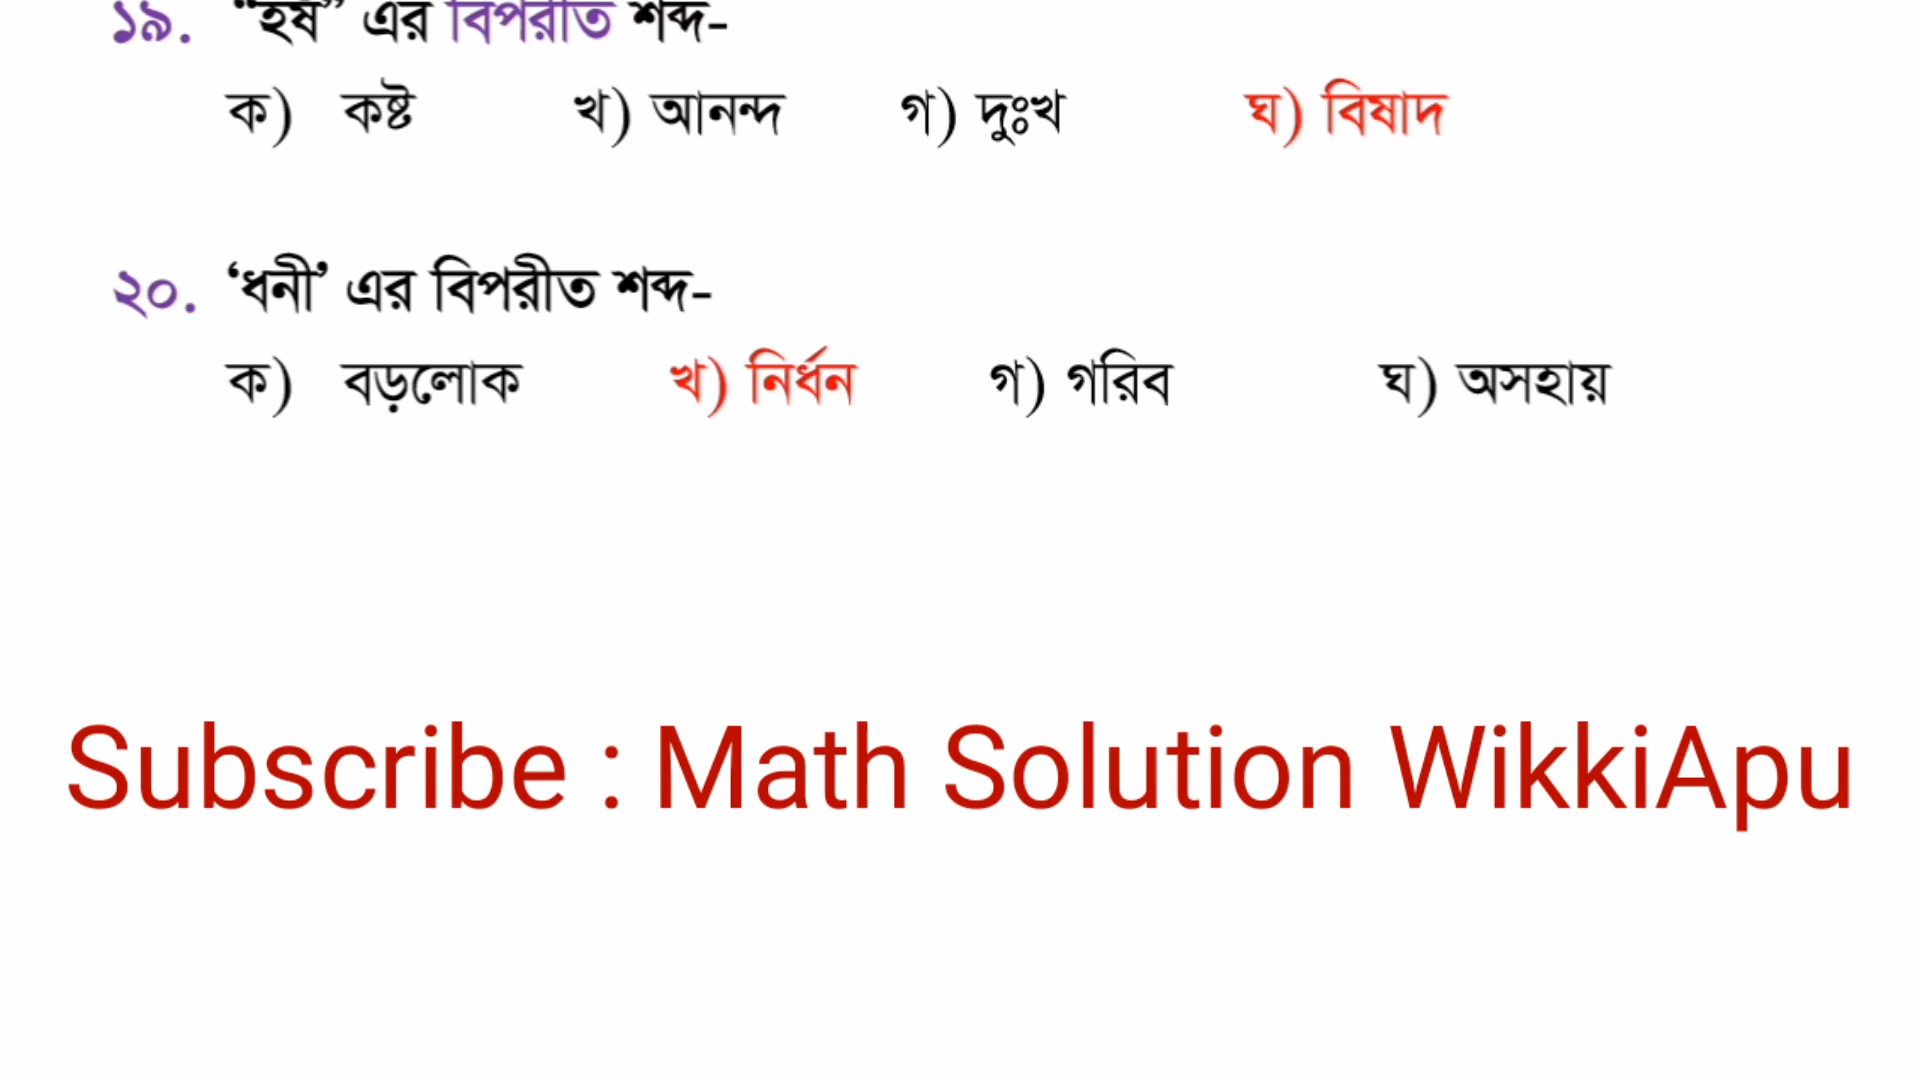 ১৯. “হর্ষ” এর বিপরীত শব্দ-
ক) কষ্ট খ) আনন্দ গ) দুঃখ ঘ) বিষাদ
২০. ‘ধনী’ এর বিপরীত শব্দ-
ক) বড়লোক খ) নির্ধন গ) গরিব ঘ) অসহায়
Subscribe : Math Solution WikkiApu